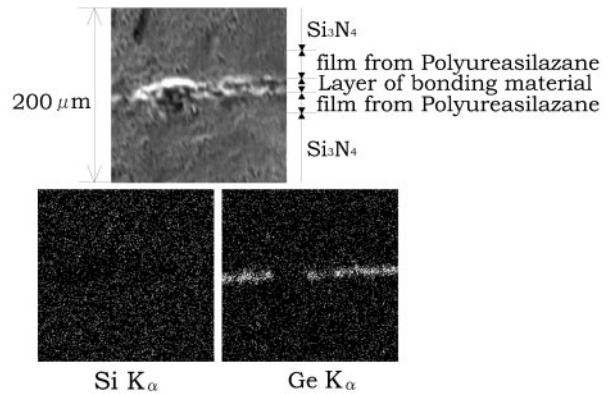 Si₃N₄
film from Polyureasilazane
Layer of bonding material
200 μm
film from Polyureasilazane
Si₃N₄
Si Kα
Ge Kα